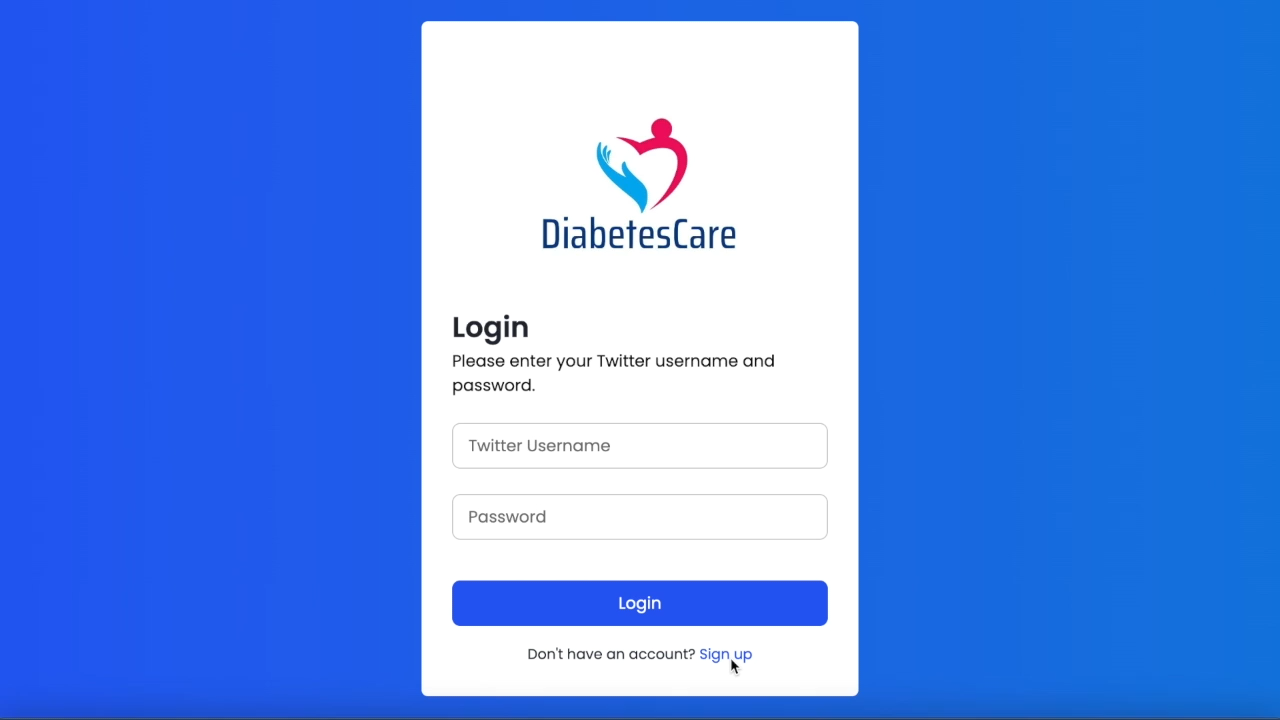 DiabetesCare
Login
Please enter your Twitter username and
password.
Twitter Username
Password
Login
Don't have an account? Sign up